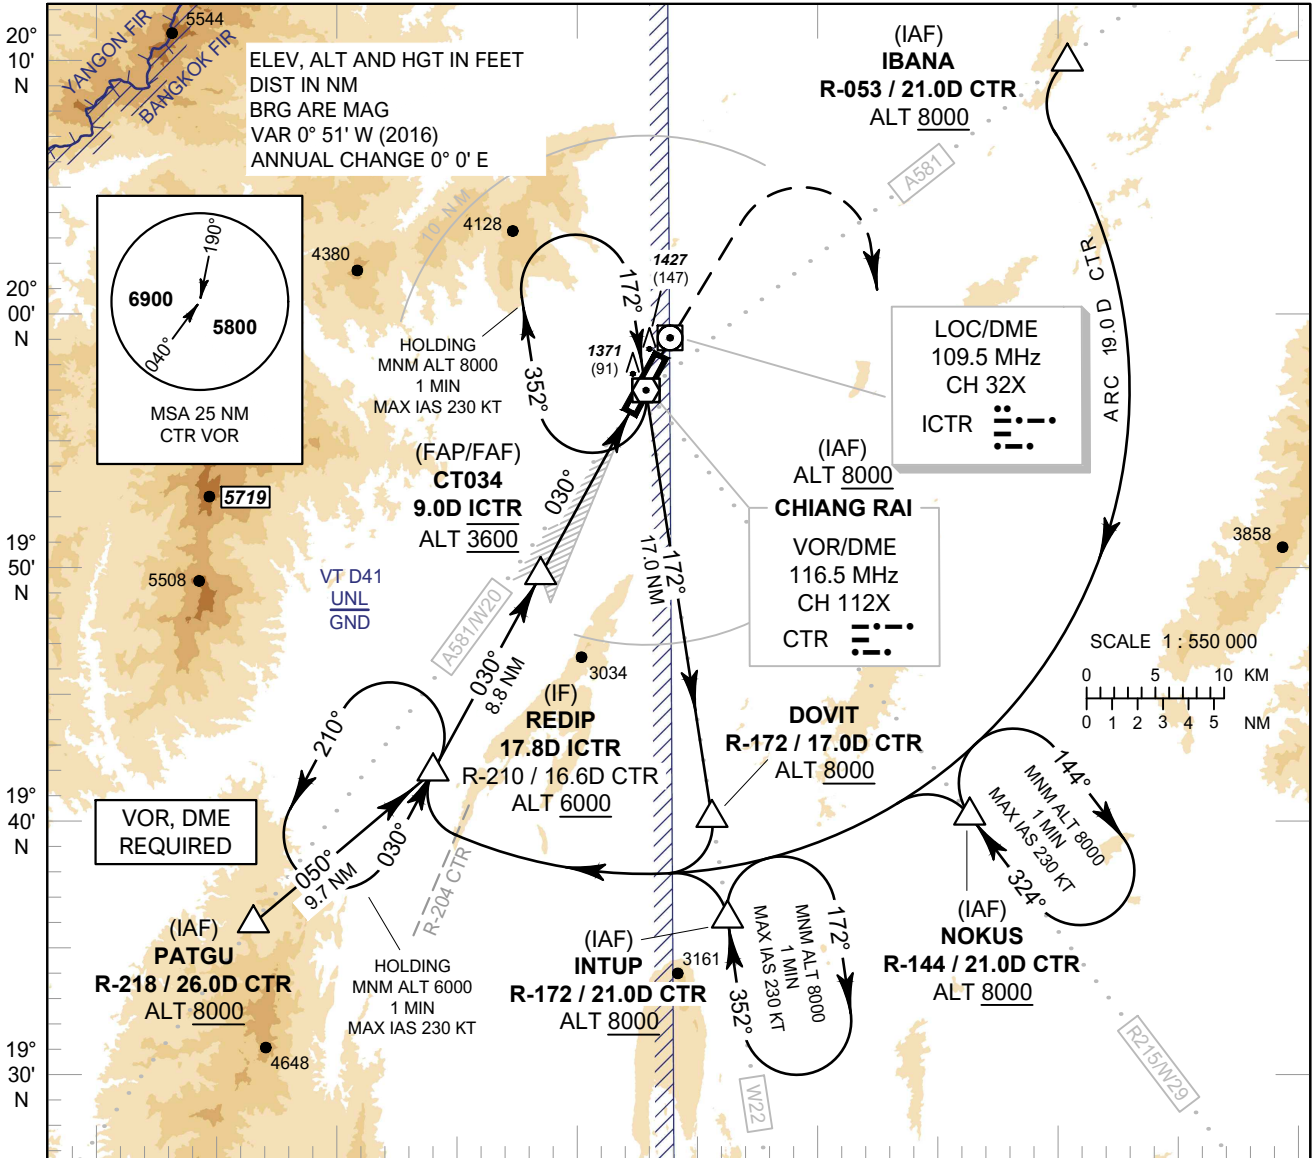 20°
10'
N
5544
YANGON FIR
BANGKOK FIR
ELEV, ALT AND HGT IN FEET
DIST IN NM
BRG ARE MAG
VAR 0° 51' W (2016)
ANNUAL CHANGE 0° 0' E
(IAF)
IBANA
R-053 / 21.0D CTR
ALT 8000
A581
190°
6900
5800
040°
MSA 25 NM
CTR VOR
4380
4128
10 NM
172°
1427
(147)
1371
(91)
352°
HOLDING
MNM ALT 8000
1 MIN
MAX IAS 230 KT
20°
00'
N
ARC 19.0 D CTR
LOC/DME
109.5 MHz
CH 32X
ICTR
(FAP/FAF)
CT034
9.0D ICTR
ALT 3600
030°
(IAF)
ALT 8000
CHIANG RAI
VOR/DME
116.5 MHz
CH 112X
CTR
5719
5508
19°
50'
N
VT D41
UNL
GND
A581/W20
172°
17.0 NM
3858
SCALE 1 : 550 000
0 5 10 KM
0 1 2 3 4 5 NM
030°
8.8 NM
3034
(IF)
REDIP
17.8D ICTR
R-210 / 16.6D CTR
ALT 6000
DOVIT
R-172 / 17.0D CTR
ALT 8000
210°
030°
050°
9.7 NM
19°
40'
N
VOR, DME
REQUIRED
R-204 CTR
144°
MNM ALT 8000
1 MIN
MAX IAS 230 KT
324°
(IAF)
PATGU
R-218 / 26.0D CTR
ALT 8000
HOLDING
MNM ALT 6000
1 MIN
MAX IAS 230 KT
(IAF)
INTUP
R-172 / 21.0D CTR
ALT 8000
3161
172°
MNM ALT 8000
1 MIN
MAX IAS 230 KT
352°
(IAF)
NOKUS
R-144 / 21.0D CTR
ALT 8000
19°
30'
N
4648
W22
R215/W29